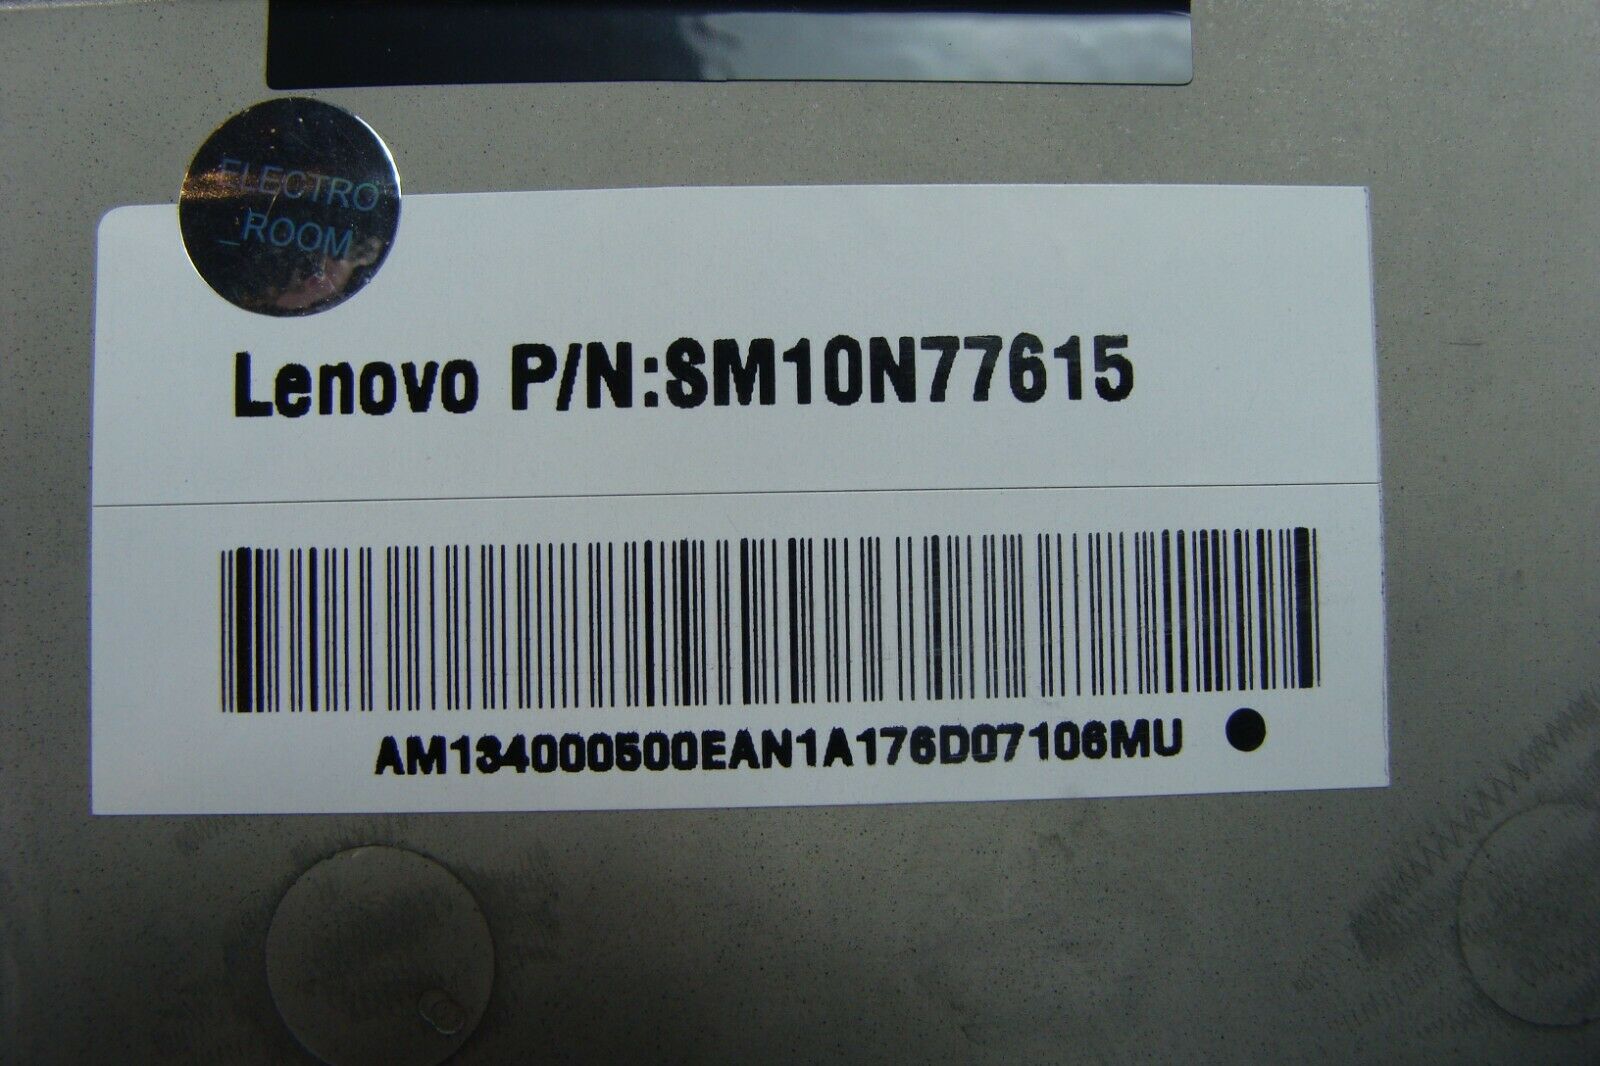 ELECTRO
_ROOM
Lenovo P/N:SM10N77615
AM134000500EAN1A176D07106MU